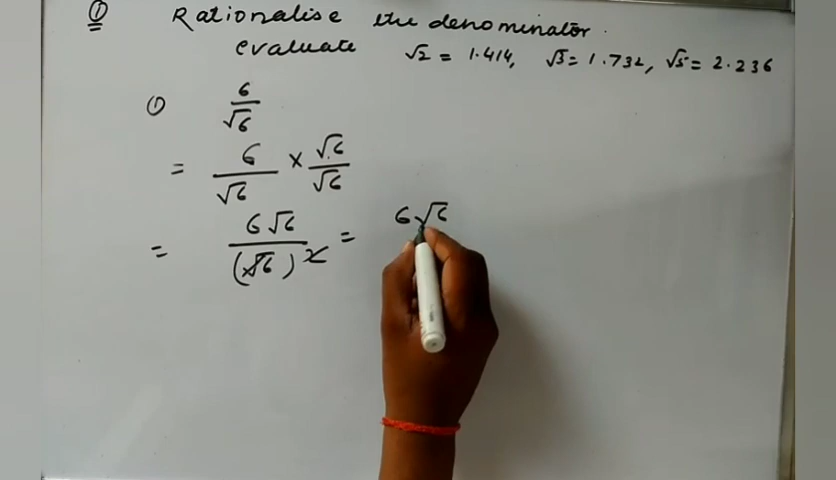 ① Rationalise the denominator.
evaluate √2 = 1.414, √3 = 1.732, √5 = 2.236
① 6/√6
= 6/√6 × √6/√6
= 6√6/(√6)² = 6√6